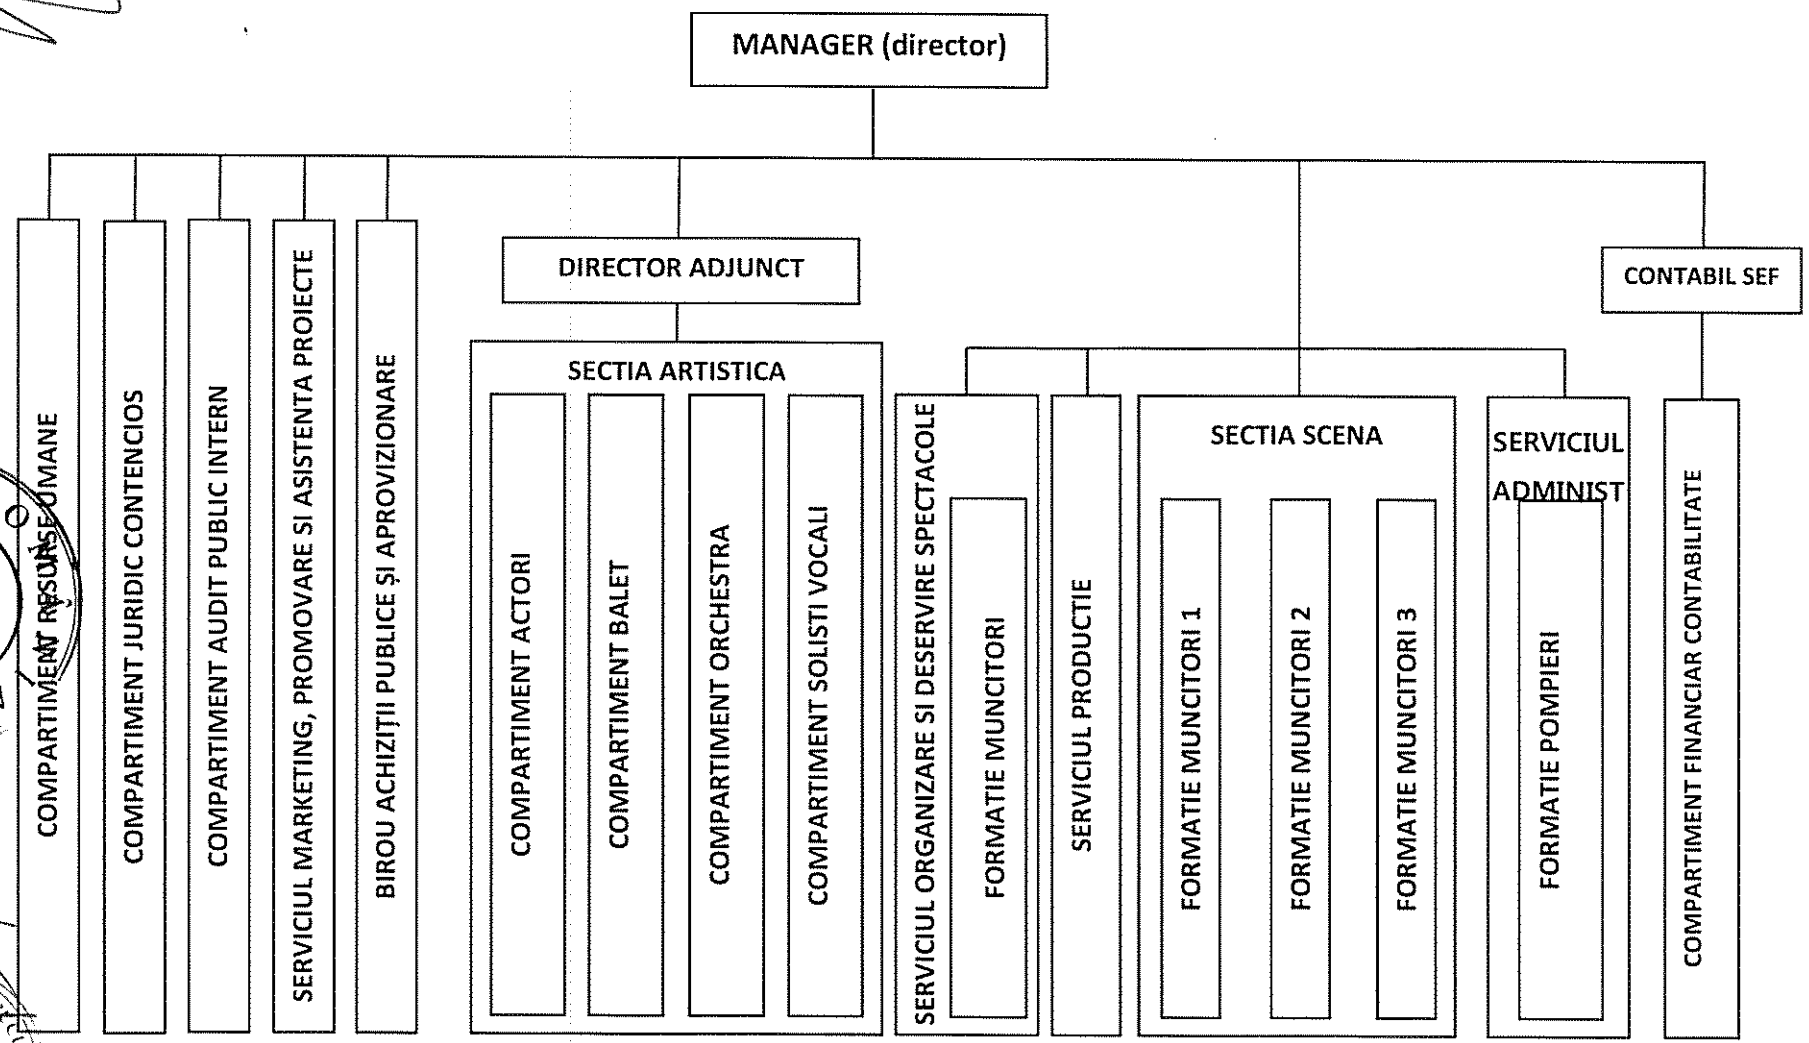 MANAGER (director)
COMPARTIMENT RESURSE UMANE
COMPARTIMENT JURIDIC CONTENCIOS
COMPARTIMENT AUDIT PUBLIC INTERN
SERVICIUL MARKETING, PROMOVARE SI ASISTENTA PROIECTE
BIROU ACHIZIȚII PUBLICE ȘI APROVIZIONARE
DIRECTOR ADJUNCT
SECTIA ARTISTICA
COMPARTIMENT ACTORI
COMPARTIMENT BALET
COMPARTIMENT ORCHESTRA
COMPARTIMENT SOLISTI VOCALI
SERVICIUL ORGANIZARE SI DESERVIRE SPECTACOLE
FORMATIE MUNCITORI
SERVICIUL PRODUCTIE
SECTIA SCENA
FORMATIE MUNCITORI 1
FORMATIE MUNCITORI 2
FORMATIE MUNCITORI 3
SERVICIUL
ADMINIST
FORMATIE POMPIERI
CONTABIL SEF
COMPARTIMENT FINANCIAR CONTABILITATE